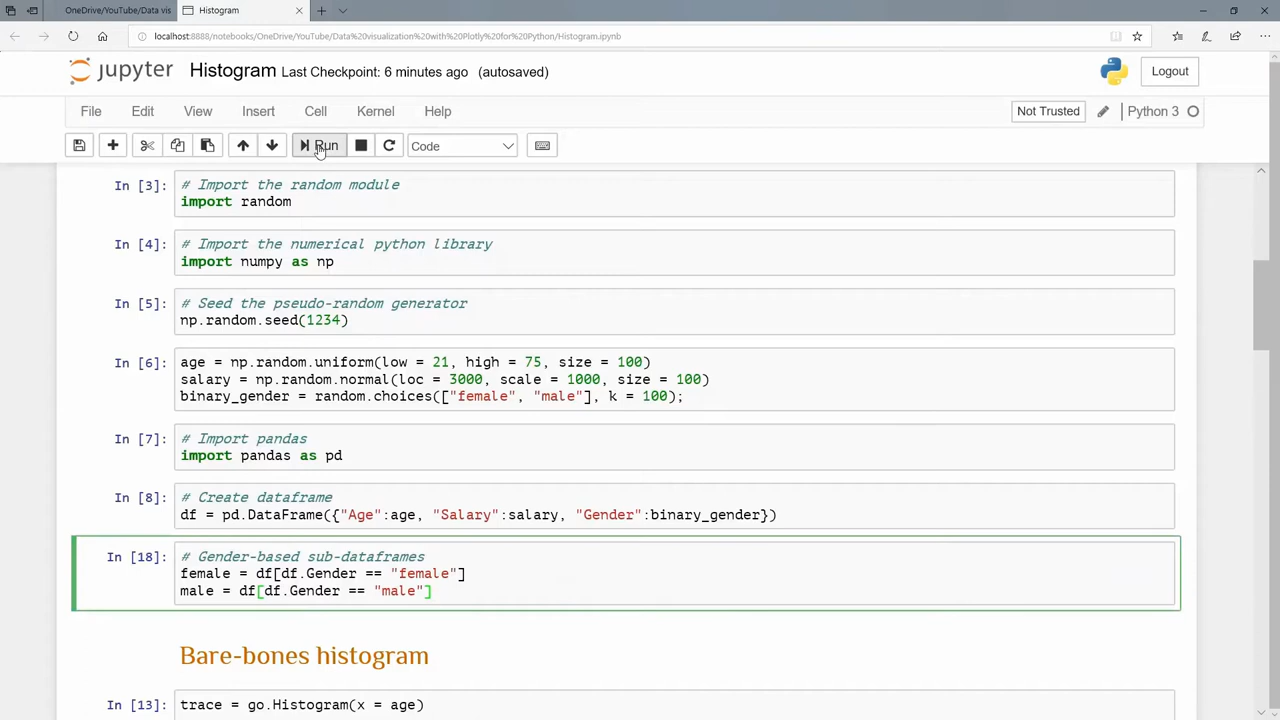 OneDrive/YouTube/Data vis
Histogram
localhost:8888/notebooks/OneDrive/YouTube/Data%20visualization%20with%20Plotly%20for%20Python/Histogram.ipynb
jupyter Histogram Last Checkpoint: 6 minutes ago (autosaved)
Logout
File Edit View Insert Cell Kernel Help
Not Trusted Python 3
Run Code
In [3]: # Import the random module
import random
In [4]: # Import the numerical python library
import numpy as np
In [5]: # Seed the pseudo-random generator
np.random.seed(1234)
In [6]: age = np.random.uniform(low = 21, high = 75, size = 100)
salary = np.random.normal(loc = 3000, scale = 1000, size = 100)
binary_gender = random.choices(["female", "male"], k = 100);
In [7]: # Import pandas
import pandas as pd
In [8]: # Create dataframe
df = pd.DataFrame({"Age":age, "Salary":salary, "Gender":binary_gender})
In [18]: # Gender-based sub-dataframes
female = df[df.Gender == "female"]
male = df[df.Gender == "male"]
Bare-bones histogram
In [13]: trace = go.Histogram(x = age)